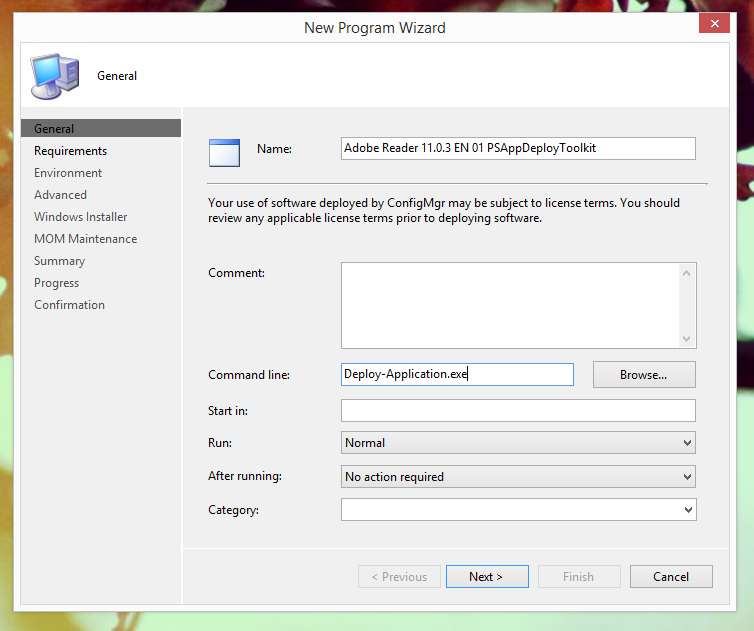 New Program Wizard
General
General
Requirements
Environment
Advanced
Windows Installer
MOM Maintenance
Summary
Progress
Confirmation
Name:
Adobe Reader 11.0.3 EN 01 PSAppDeployToolkit
Your use of software deployed by ConfigMgr may be subject to license terms. You should
review any applicable license terms prior to deploying software.
Comment:
Command line:
Deploy-Application.exe
Browse...
Start in:
Run:
Normal
After running:
No action required
Category:
< Previous
Next >
Finish
Cancel